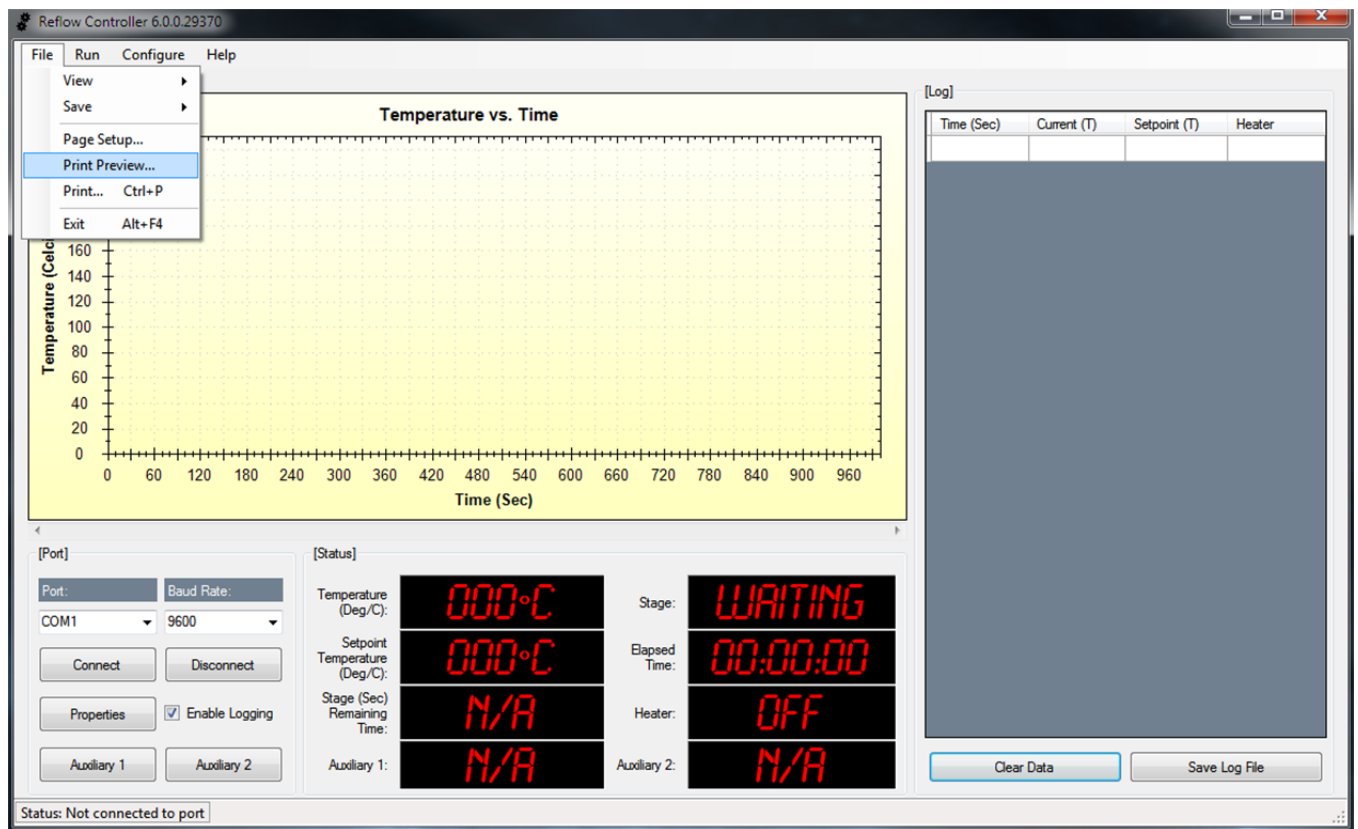 Reflow Controller 6.0.0.29370
File Run Configure Help
View
Save
Page Setup...
Print Preview...
Print... Ctrl+P
Exit Alt+F4
Temperature vs. Time
Temperature (Celci
160
140
120
100
80
60
40
20
0
0 60 120 180 240 300 360 420 480 540 600 660 720 780 840 900 960
Time (Sec)
[Log]
Time (Sec) Current (T) Setpoint (T) Heater
[Port]
Port: Baud Rate:
COM1 9600
Connect Disconnect
Properties Enable Logging
Auxiliary 1 Auxiliary 2
[Status]
Temperature
(Deg/C):
000°C
Stage:
WAITING
Setpoint
Temperature
(Deg/C):
000°C
Elapsed
Time:
00:00:00
Stage (Sec)
Remaining
Time:
N/A
Heater:
OFF
Auxiliary 1:
N/A
Auxiliary 2:
N/A
Clear Data Save Log File
Status: Not connected to port